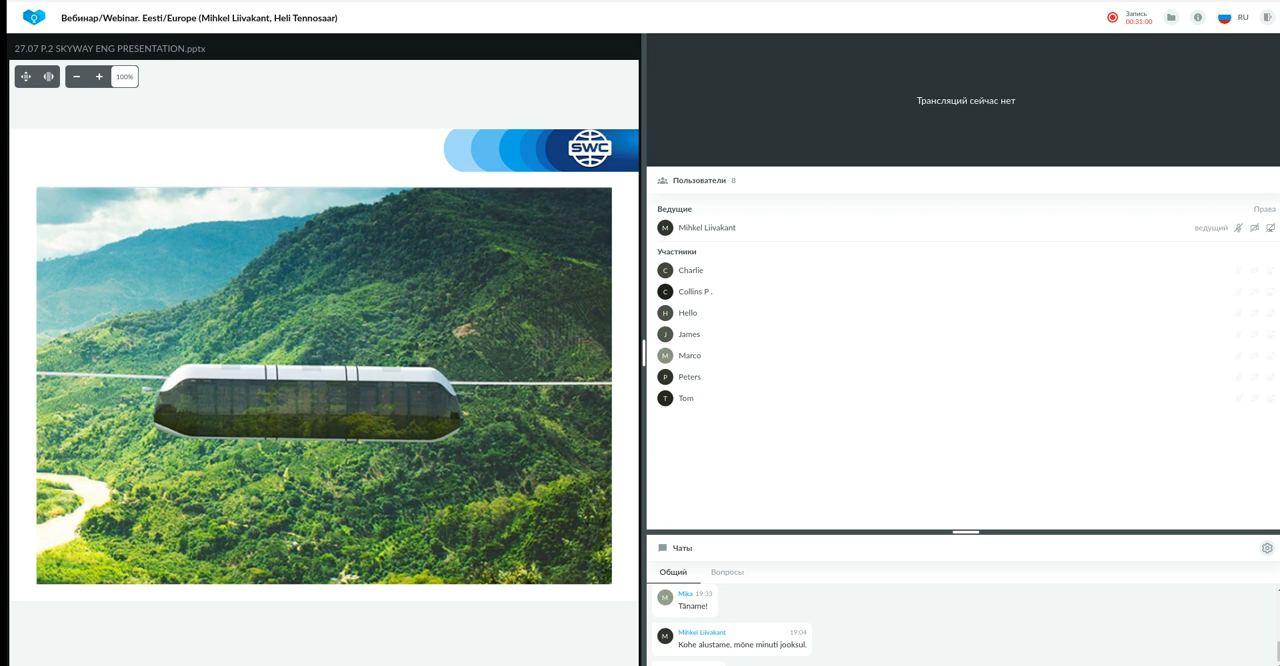 Вебинар/Webinar. Eesti/Europe (Mihkel Liivakant, Heli Tennosaar)
Запись
00:31:00
RU
27.07 P.2 SKYWAY ENG PRESENTATION.pptx
100%
SWC
Трансляций сейчас нет
Пользователи 8
Ведущие Права
M Mihkel Liivakant ведущий
Участники
C Charlie
C Collins P .
H Hello
J James
M Marco
P Peters
T Tom
Чаты
Общий Вопросы
M Mika 19:33
Täname!
M Mihkel Liivakant 19:04
Kohe alustame, mõne minuti jooksul.